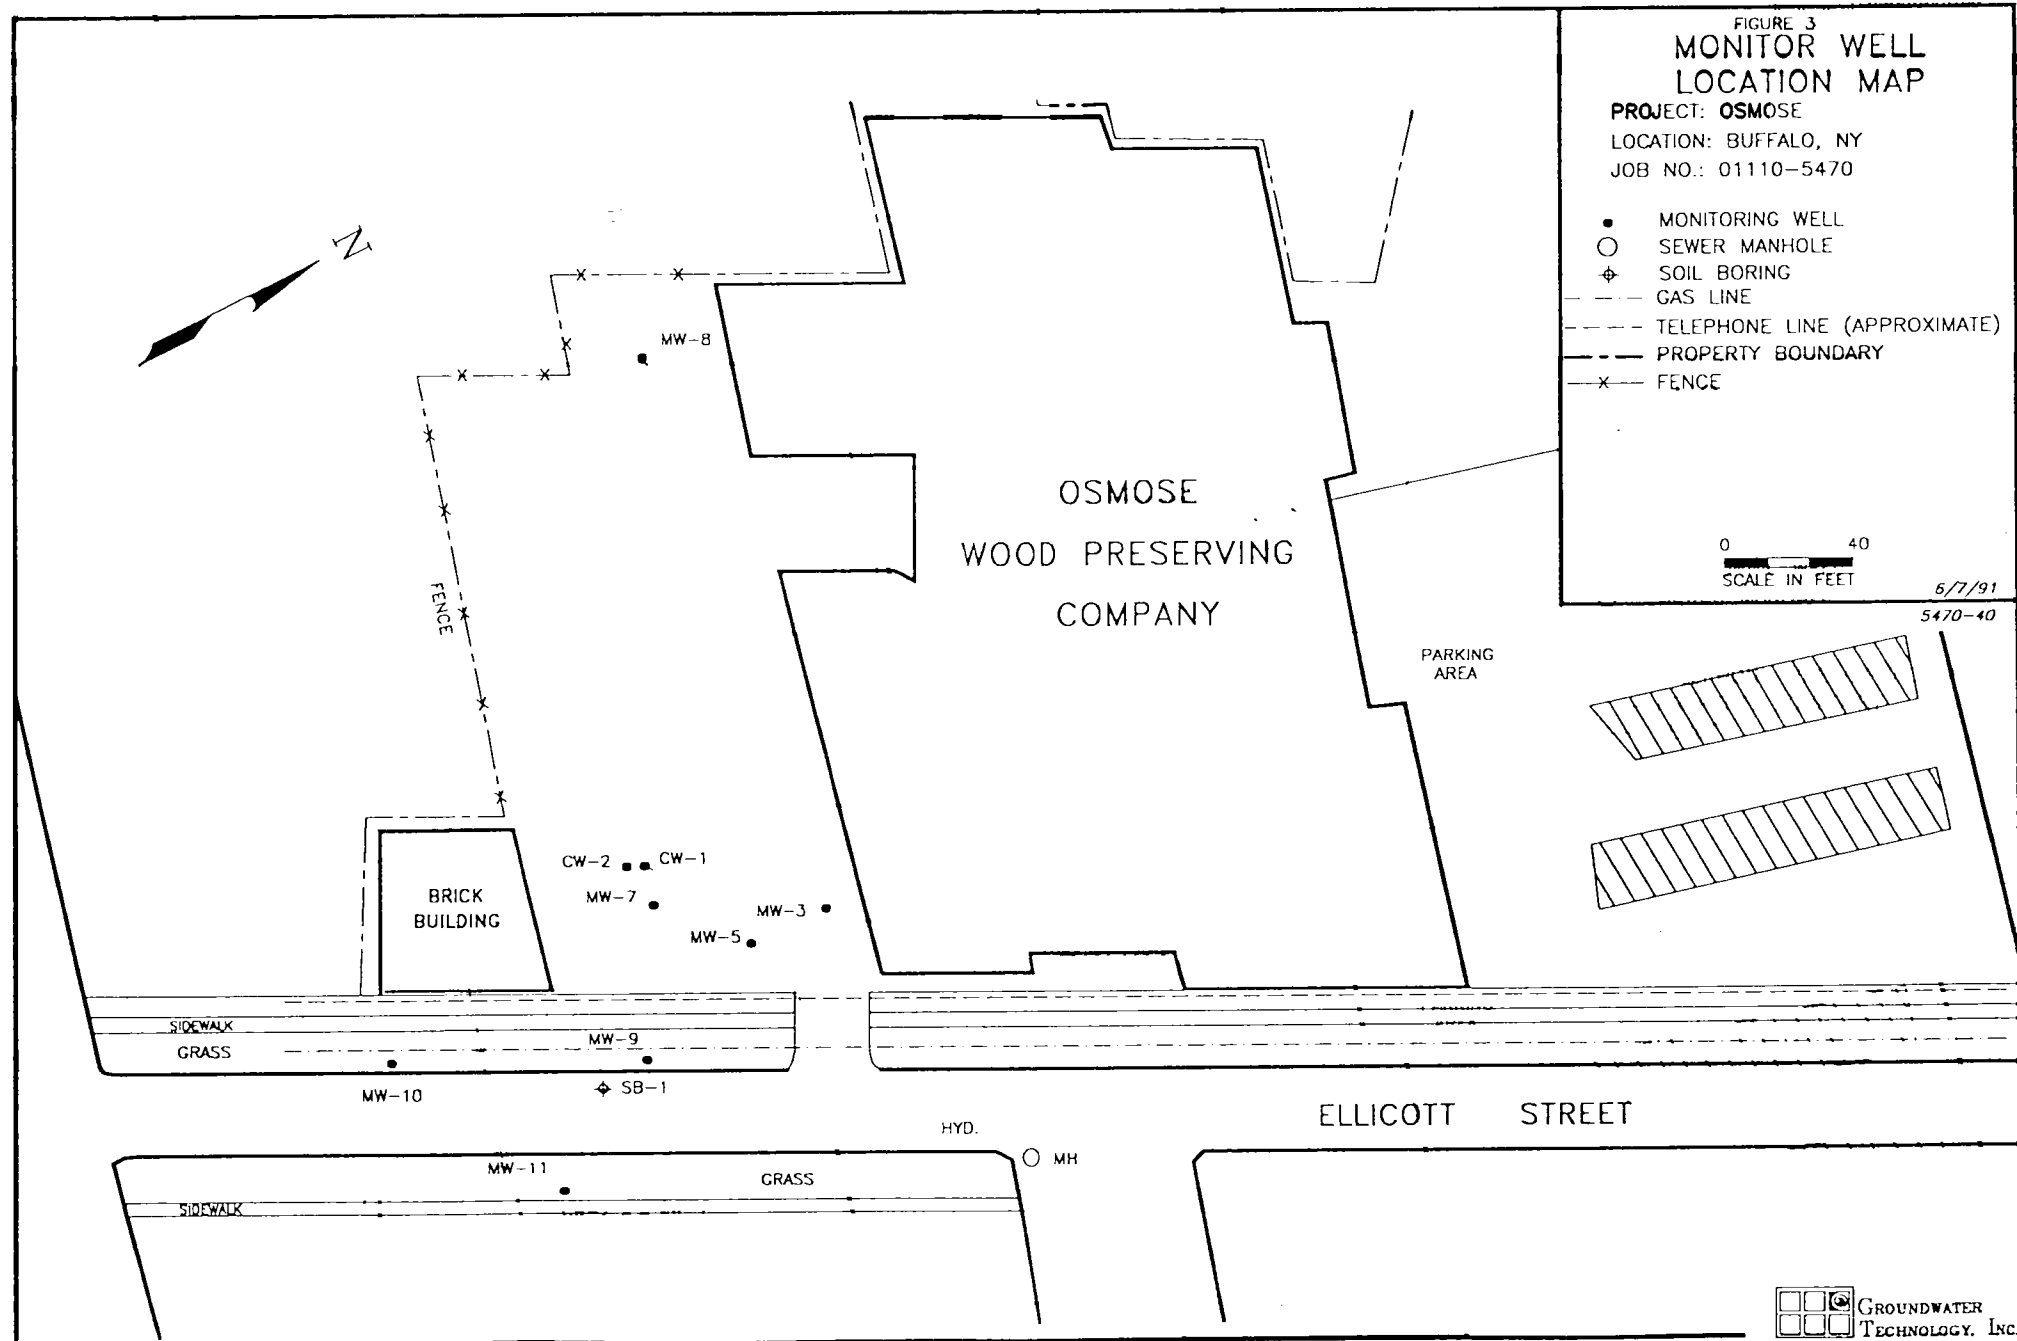 FIGURE 3
MONITOR WELL
LOCATION MAP
PROJECT: OSMOSE
LOCATION: BUFFALO, NY
JOB NO.: 01110-5470
MONITORING WELL
SEWER MANHOLE
SOIL BORING
GAS LINE
TELEPHONE LINE (APPROXIMATE)
PROPERTY BOUNDARY
FENCE
0 40
SCALE IN FEET
6/7/91
5470-40
N
MW-8
OSMOSE
WOOD PRESERVING
COMPANY
FENCE
PARKING
AREA
CW-2
CW-1
MW-7
MW-3
MW-5
BRICK
BUILDING
SIDEWALK
GRASS
MW-9
MW-10
SB-1
ELLICOTT STREET
HYD.
MH
MW-11
GRASS
SIDEWALK
GROUNDWATER
TECHNOLOGY, INC.